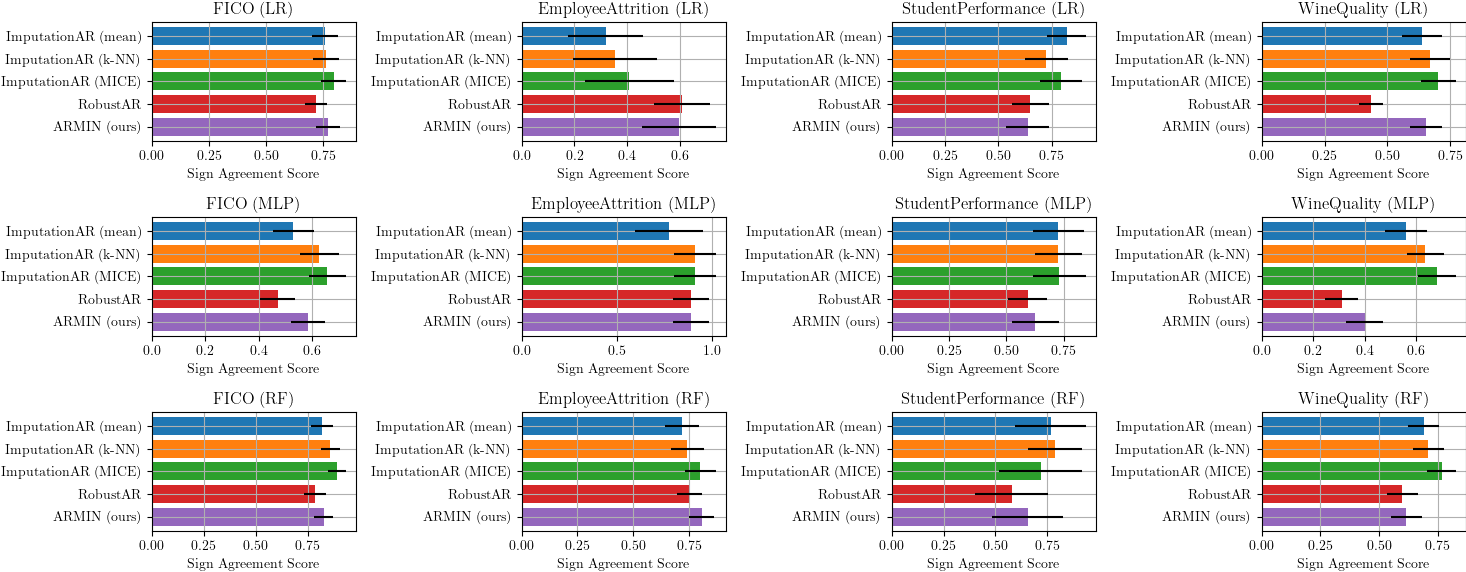 FICO (LR)
ImputationAR (mean)
ImputationAR (k-NN)
ImputationAR (MICE)
RobustAR
ARMIN (ours)
0.00 0.25 0.50 0.75
Sign Agreement Score
EmployeeAttrition (LR)
ImputationAR (mean)
ImputationAR (k-NN)
ImputationAR (MICE)
RobustAR
ARMIN (ours)
0.0 0.2 0.4 0.6
Sign Agreement Score
StudentPerformance (LR)
ImputationAR (mean)
ImputationAR (k-NN)
ImputationAR (MICE)
RobustAR
ARMIN (ours)
0.00 0.25 0.50 0.75
Sign Agreement Score
WineQuality (LR)
ImputationAR (mean)
ImputationAR (k-NN)
ImputationAR (MICE)
RobustAR
ARMIN (ours)
0.00 0.25 0.50 0.75
Sign Agreement Score
FICO (MLP)
ImputationAR (mean)
ImputationAR (k-NN)
ImputationAR (MICE)
RobustAR
ARMIN (ours)
0.0 0.2 0.4 0.6
Sign Agreement Score
EmployeeAttrition (MLP)
ImputationAR (mean)
ImputationAR (k-NN)
ImputationAR (MICE)
RobustAR
ARMIN (ours)
0.0 0.5 1.0
Sign Agreement Score
StudentPerformance (MLP)
ImputationAR (mean)
ImputationAR (k-NN)
ImputationAR (MICE)
RobustAR
ARMIN (ours)
0.00 0.25 0.50 0.75
Sign Agreement Score
WineQuality (MLP)
ImputationAR (mean)
ImputationAR (k-NN)
ImputationAR (MICE)
RobustAR
ARMIN (ours)
0.0 0.2 0.4 0.6
Sign Agreement Score
FICO (RF)
ImputationAR (mean)
ImputationAR (k-NN)
ImputationAR (MICE)
RobustAR
ARMIN (ours)
0.00 0.25 0.50 0.75
Sign Agreement Score
EmployeeAttrition (RF)
ImputationAR (mean)
ImputationAR (k-NN)
ImputationAR (MICE)
RobustAR
ARMIN (ours)
0.00 0.25 0.50 0.75
Sign Agreement Score
StudentPerformance (RF)
ImputationAR (mean)
ImputationAR (k-NN)
ImputationAR (MICE)
RobustAR
ARMIN (ours)
0.00 0.25 0.50 0.75
Sign Agreement Score
WineQuality (RF)
ImputationAR (mean)
ImputationAR (k-NN)
ImputationAR (MICE)
RobustAR
ARMIN (ours)
0.00 0.25 0.50 0.75
Sign Agreement Score